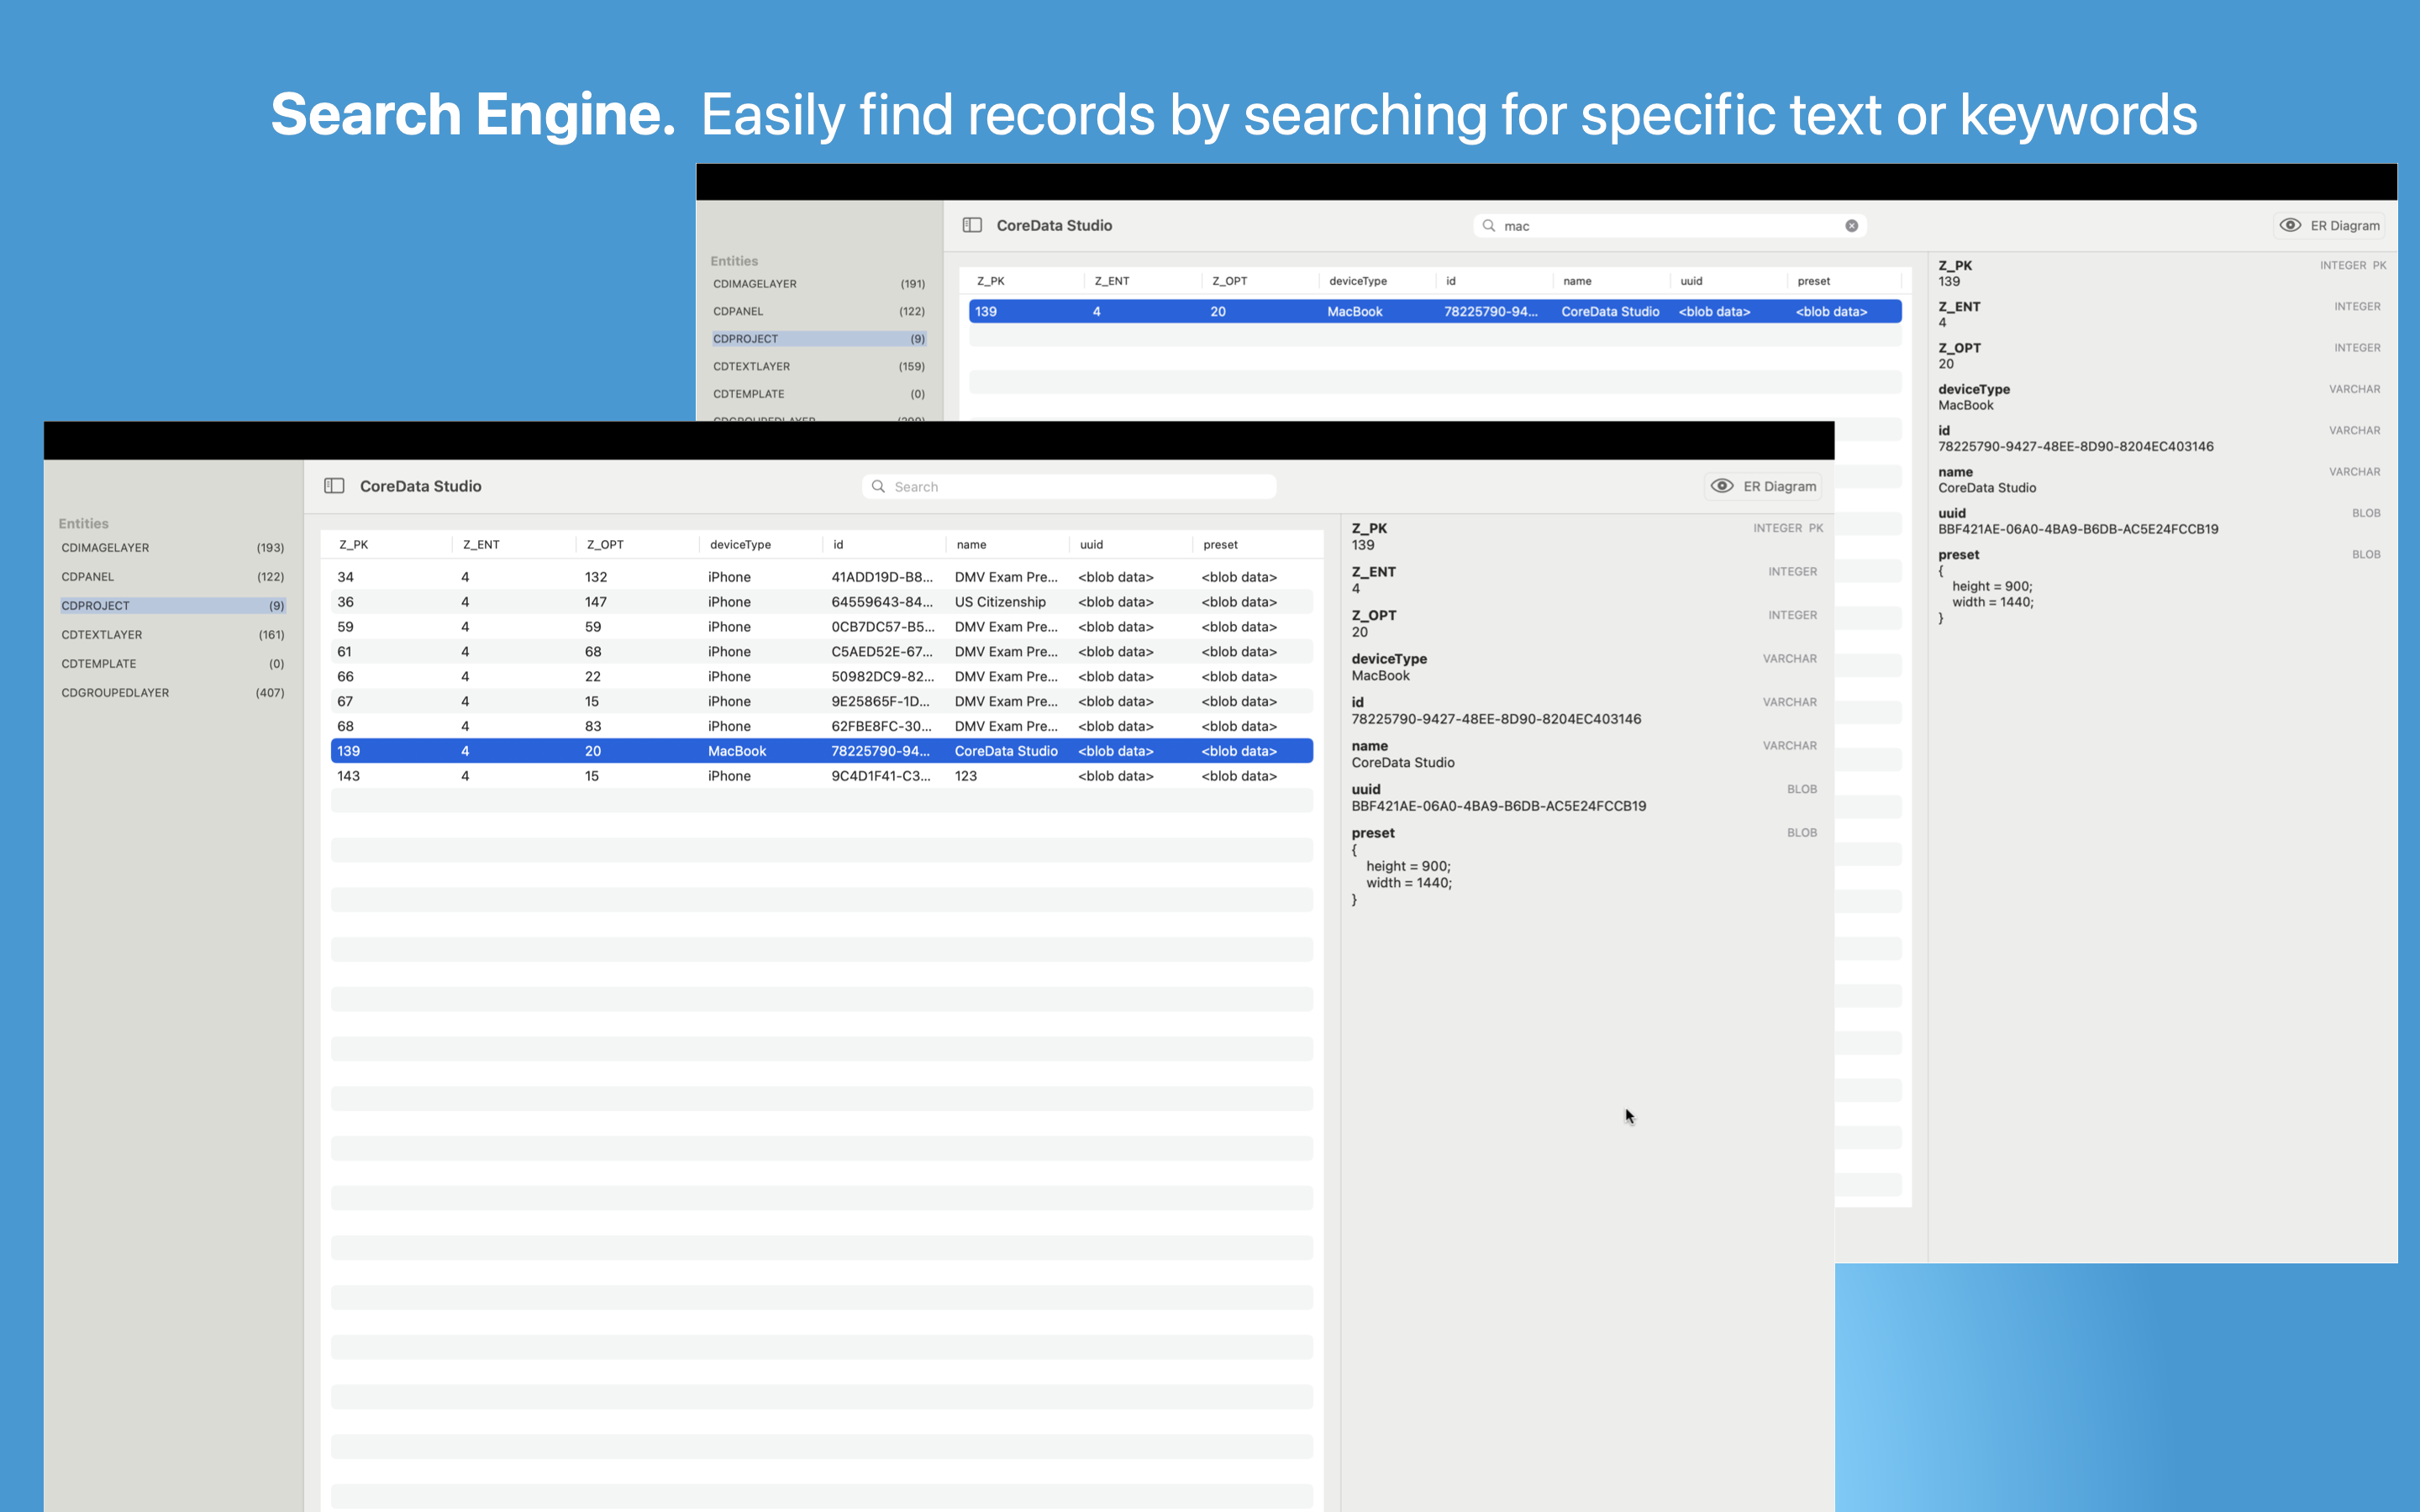 Search Engine. Easily find records by searching for specific text or keywords
CoreData Studio
mac
ER Diagram
Entities
CDIMAGELAYER (191)
CDPANEL (122)
CDPROJECT (9)
CDTEXTLAYER (159)
CDTEMPLATE (0)
Z_PK Z_ENT Z_OPT deviceType id name uuid preset
139 4 20 MacBook 78225790-94... CoreData Studio <blob data> <blob data>
Z_PK INTEGER PK
139
Z_ENT INTEGER
4
Z_OPT INTEGER
20
deviceType VARCHAR
MacBook
id VARCHAR
78225790-9427-48EE-8D90-8204EC403146
name VARCHAR
CoreData Studio
uuid BLOB
BBF421AE-06A0-4BA9-B6DB-AC5E24FCCB19
preset BLOB
{
height = 900;
width = 1440;
}
CoreData Studio
Search
ER Diagram
Entities
CDIMAGELAYER (193)
CDPANEL (122)
CDPROJECT (9)
CDTEXTLAYER (161)
CDTEMPLATE (0)
CDGROUPEDLAYER (407)
Z_PK Z_ENT Z_OPT deviceType id name uuid preset
34 4 132 iPhone 41ADD19D-B8... DMV Exam Pre... <blob data> <blob data>
36 4 147 iPhone 64559643-84... US Citizenship <blob data> <blob data>
59 4 59 iPhone 0CB7DC57-B5... DMV Exam Pre... <blob data> <blob data>
61 4 68 iPhone C5AED52E-67... DMV Exam Pre... <blob data> <blob data>
66 4 22 iPhone 50982DC9-82... DMV Exam Pre... <blob data> <blob data>
67 4 15 iPhone 9E25865F-1D... DMV Exam Pre... <blob data> <blob data>
68 4 83 iPhone 62FBE8FC-30... DMV Exam Pre... <blob data> <blob data>
139 4 20 MacBook 78225790-94... CoreData Studio <blob data> <blob data>
143 4 15 iPhone 9C4D1F41-C3... 123 <blob data> <blob data>
Z_PK INTEGER PK
139
Z_ENT INTEGER
4
Z_OPT INTEGER
20
deviceType VARCHAR
MacBook
id VARCHAR
78225790-9427-48EE-8D90-8204EC403146
name VARCHAR
CoreData Studio
uuid BLOB
BBF421AE-06A0-4BA9-B6DB-AC5E24FCCB19
preset BLOB
{
height = 900;
width = 1440;
}